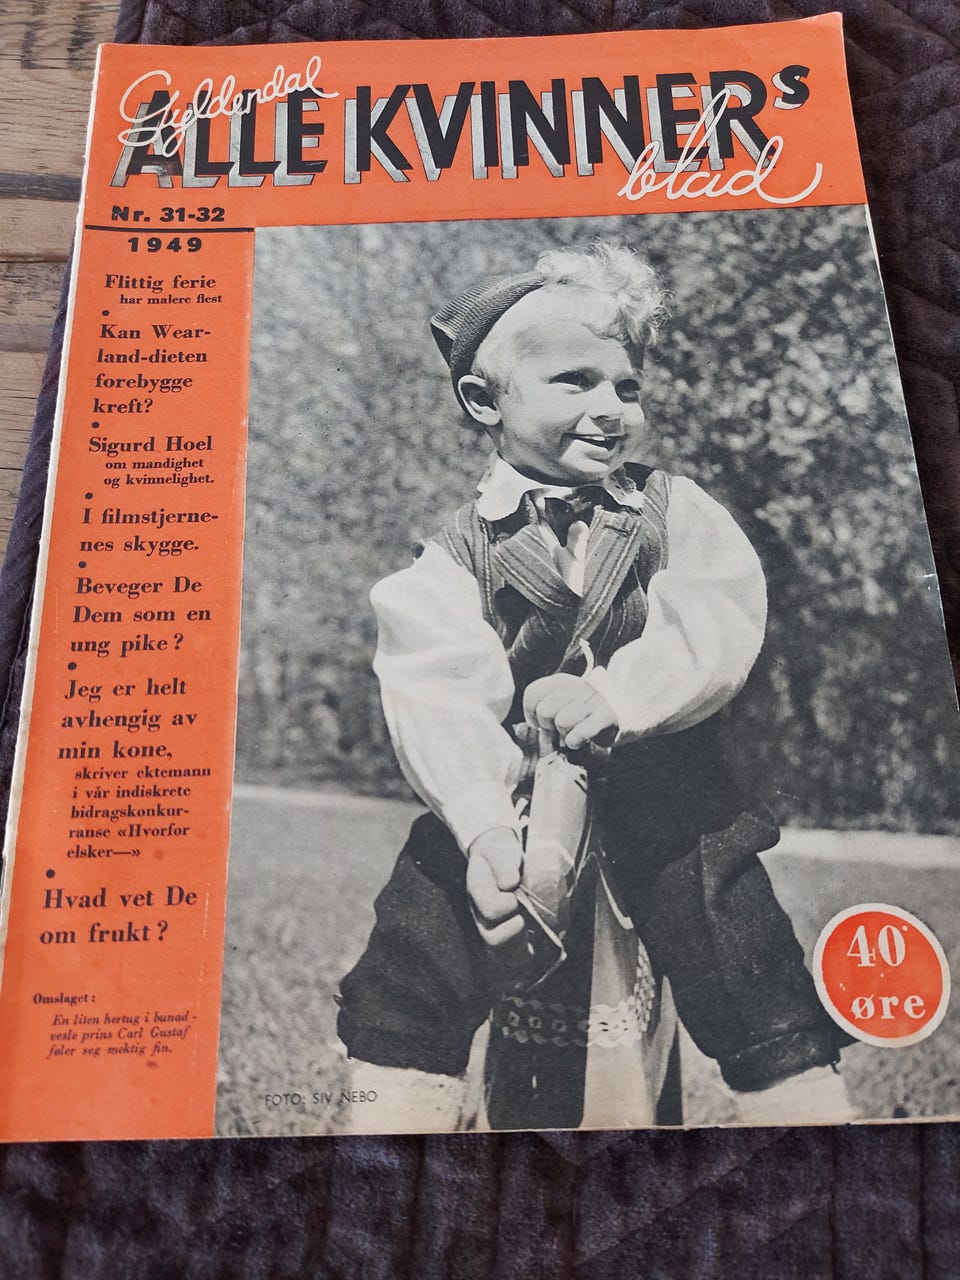 Gyldendal
ALLE KVINNERS
blad
Nr. 31-32
1949
Flittig ferie
har malere flest
Kan Wear-
land-dieten
forebygge
kreft?
Sigurd Hoel
om mandighet
og kvinnelighet.
I filmstjerne-
nes skygge.
Beveger De
Dem som en
ung pike?
Jeg er helt
avhengig av
min kone,
skriver ektemann
i vår indiskrete
bidragskonkur-
ranse «Hvorfor
elsker—»
Hvad vet De
om frukt?
Omslaget:
En liten hertug i bunad -
vesle prins Carl Gustaf
føler seg mektig fin.
FOTO: SIV NEBO
40
øre